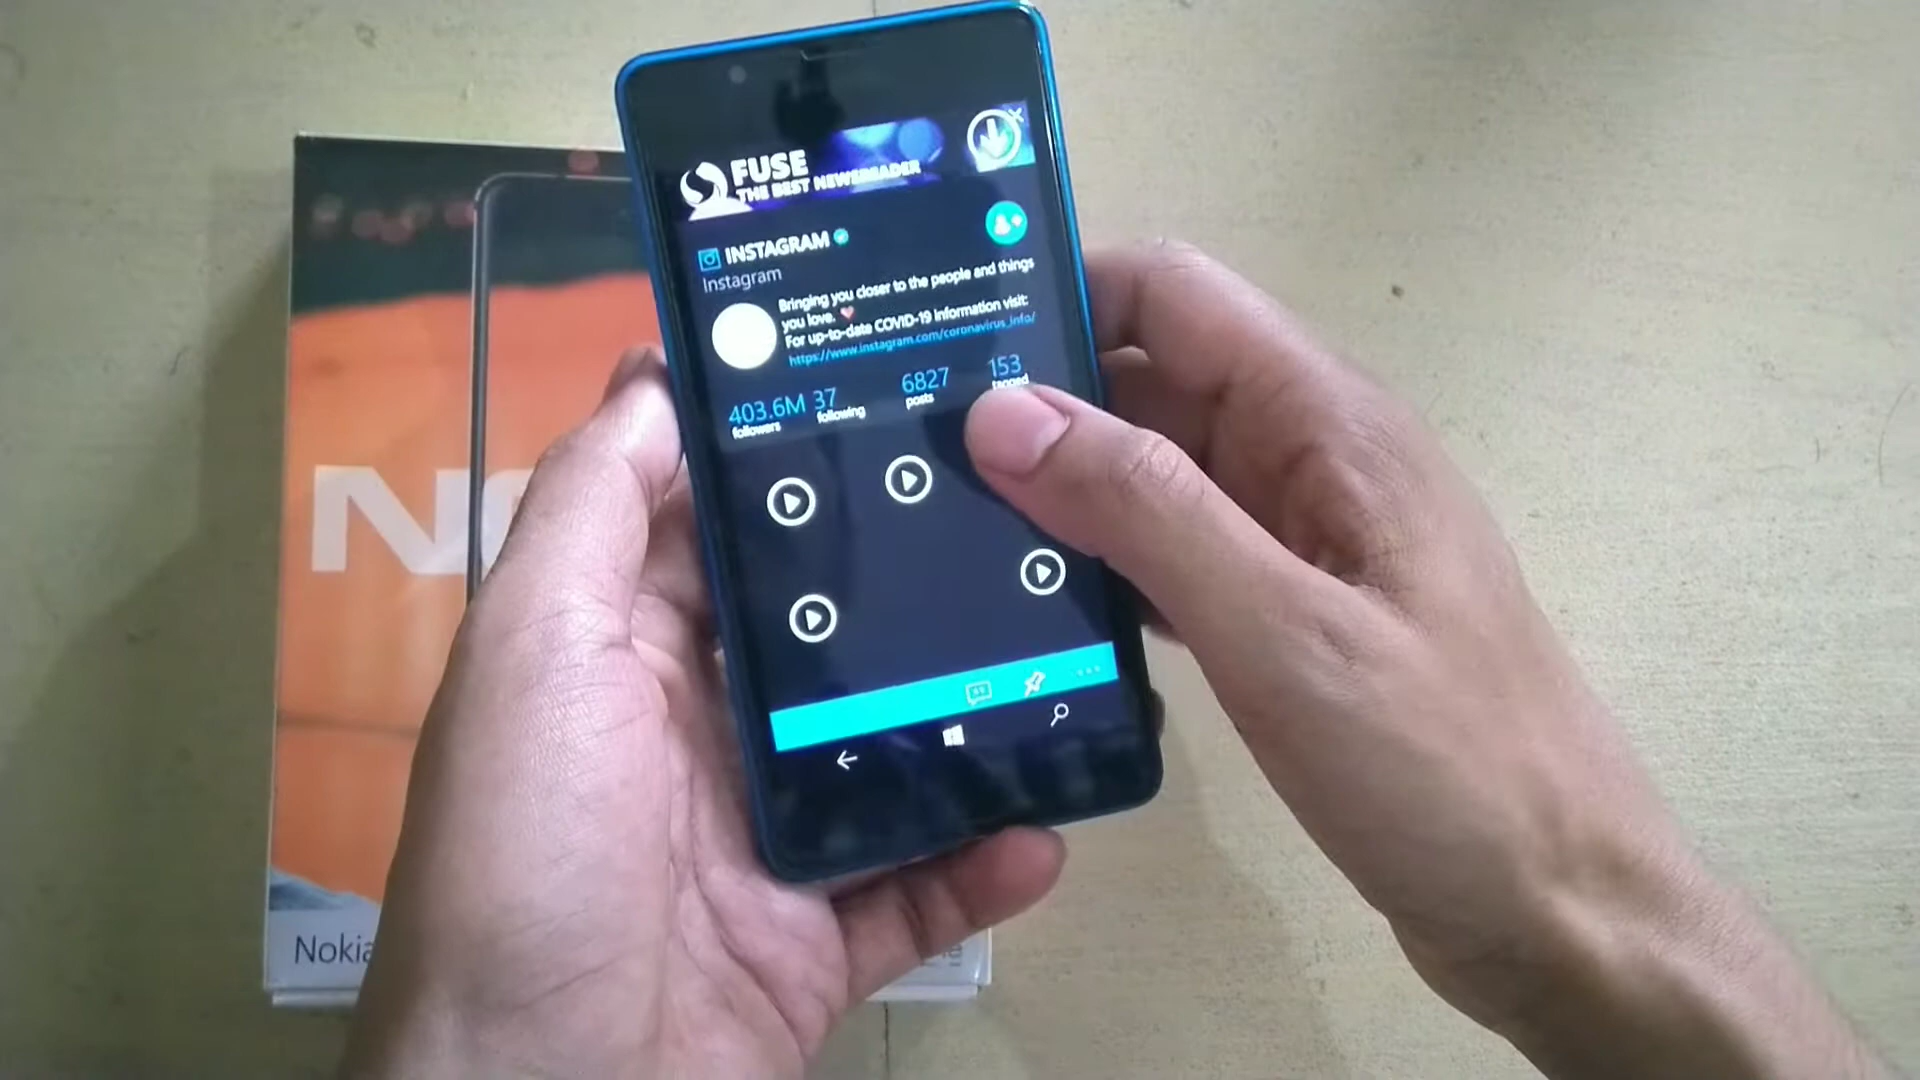 FUSE
THE BEST NEWSREADER
INSTAGRAM
Instagram
Bringing you closer to the people and things
you love. ❤
For up-to-date COVID-19 information visit:
https://www.instagram.com/coronavirus_info/
403.6M 37 6827 153
followers following posts tagged
Nokia